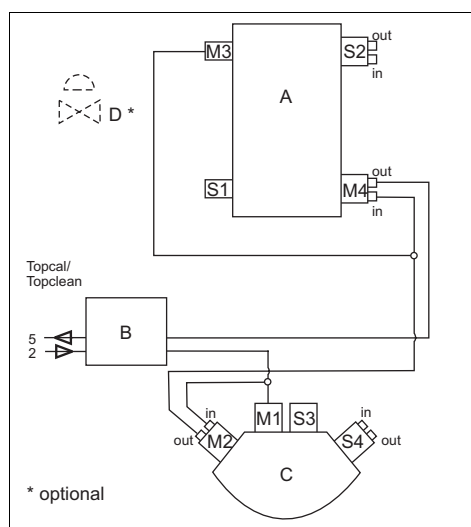 out
M3
S2
in
A
D *
out
S1
M4
in
Topcal/
Topclean
5
B
2
in
M1
S3
in
out
M2
S4
out
C
* optional